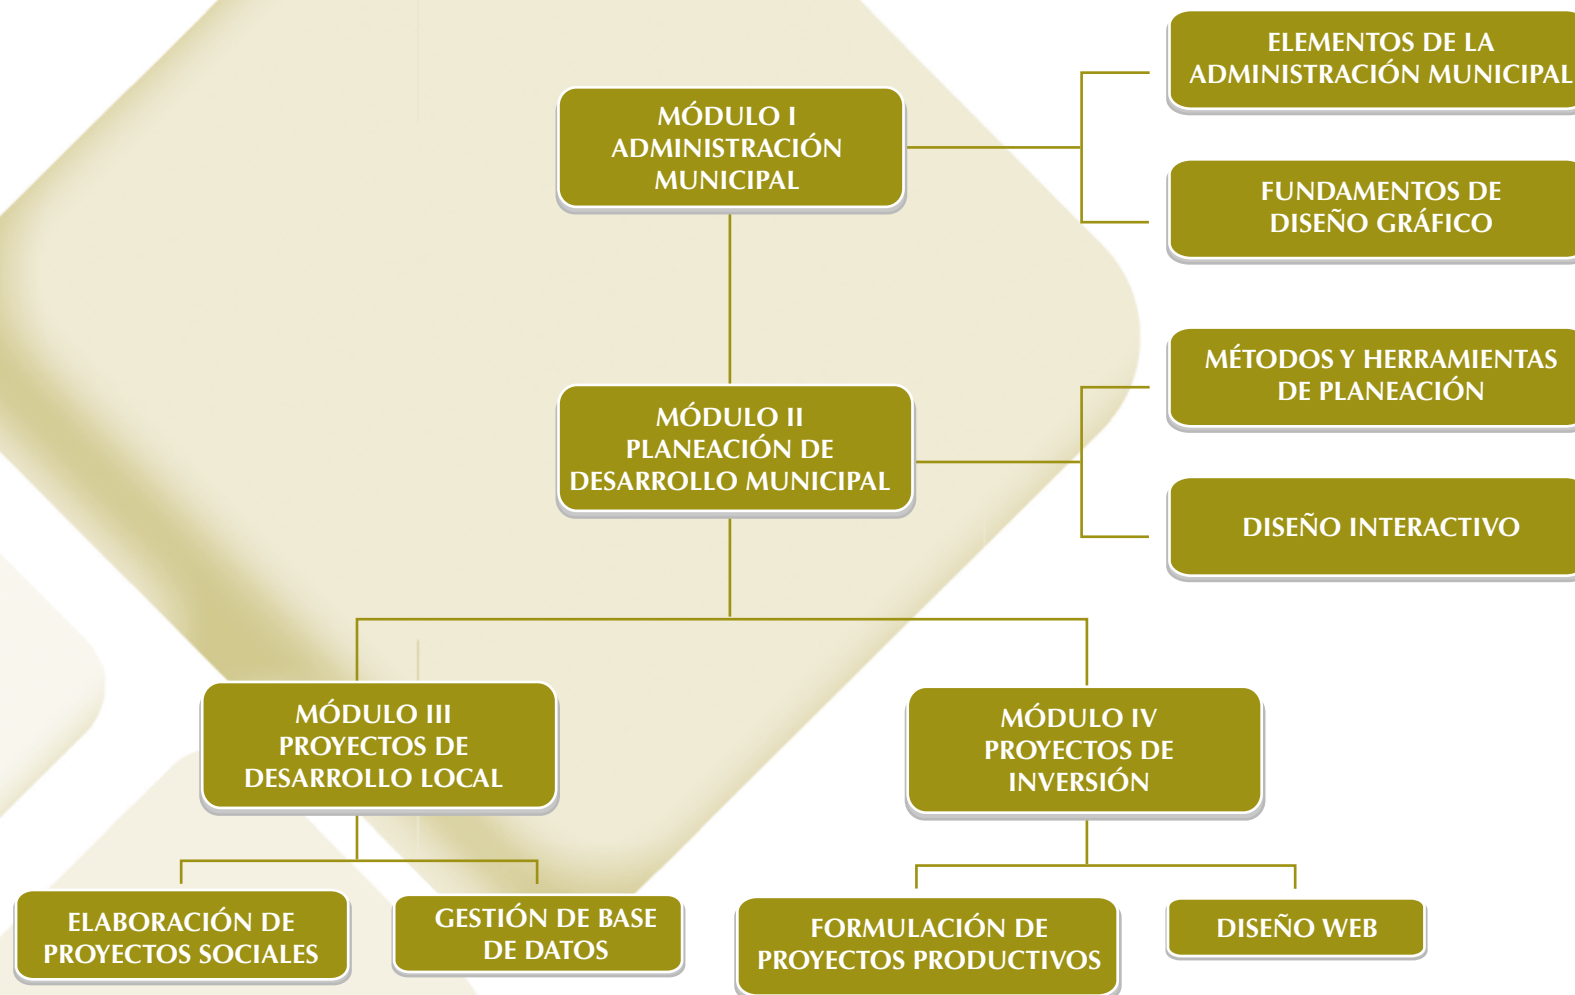 ELEMENTOS DE LA
ADMINISTRACIÓN MUNICIPAL
MÓDULO I
ADMINISTRACIÓN
MUNICIPAL
FUNDAMENTOS DE
DISEÑO GRÁFICO
MÉTODOS Y HERRAMIENTAS
DE PLANEACIÓN
MÓDULO II
PLANEACIÓN DE
DESARROLLO MUNICIPAL
DISEÑO INTERACTIVO
MÓDULO III
PROYECTOS DE
DESARROLLO LOCAL
MÓDULO IV
PROYECTOS DE
INVERSIÓN
ELABORACIÓN DE
PROYECTOS SOCIALES
GESTIÓN DE BASE
DE DATOS
FORMULACIÓN DE
PROYECTOS PRODUCTIVOS
DISEÑO WEB